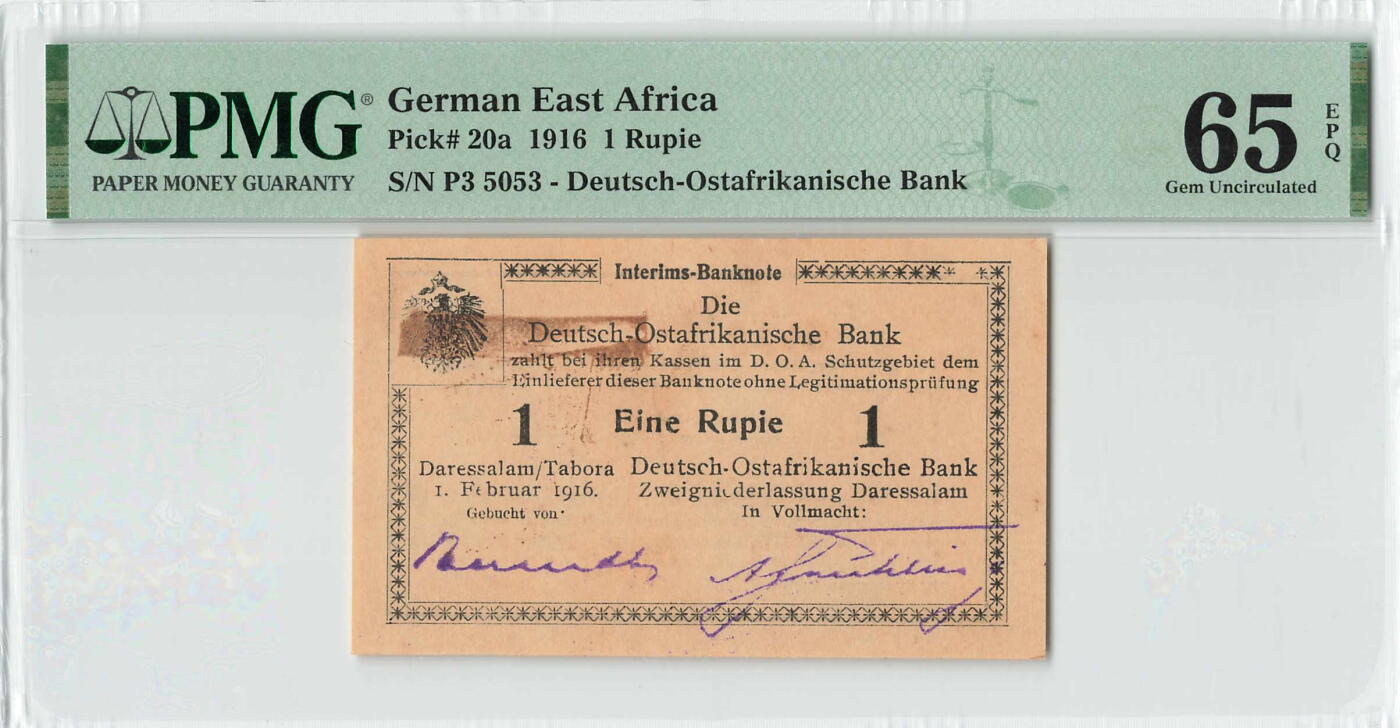 PMG®
PAPER MONEY GUARANTY
German East Africa
Pick# 20a 1916 1 Rupie
S/N P3 5053 - Deutsch-Ostafrikanische Bank
65
EPQ
Gem Uncirculated
Interims-Banknote
Die
Deutsch-Ostafrikanische Bank
zahlt bei ihren Kassen im D. O. A. Schutzgebiet dem
Einlieferer dieser Banknote ohne Legitimationsprüfung
1 Eine Rupie 1
Daressalam/Tabora
1. Februar 1916.
Gebucht von:
Deutsch-Ostafrikanische Bank
Zweigniederlassung Daressalam
In Vollmacht: